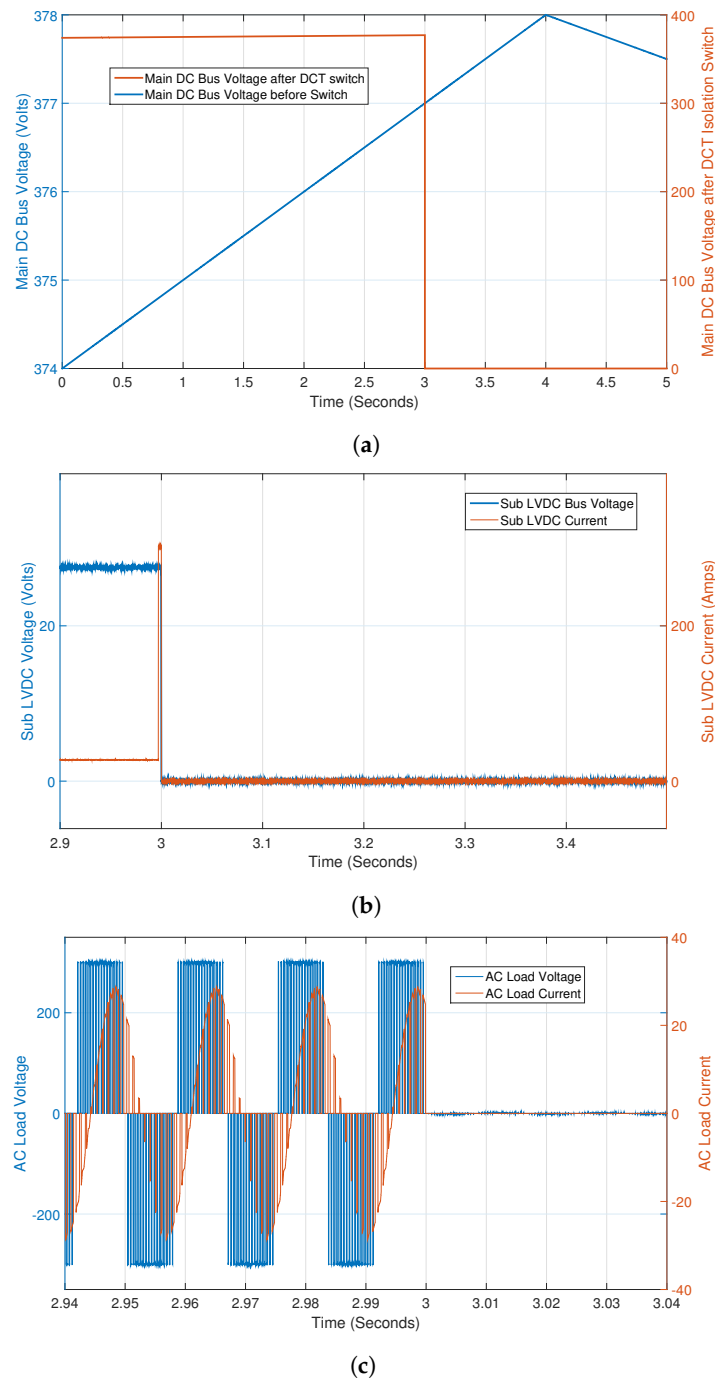 378
377
376
375
374
Main DC Bus Voltage (Volts)
Main DC Bus Voltage after DCT switch
Main DC Bus Voltage before Switch
400
300
200
100
0
Main DC Bus Voltage after DCT Isolation Switch
0 0.5 1 1.5 2 2.5 3 3.5 4 4.5 5
Time (Seconds)
(a)
20
0
Sub LVDC Voltage (Volts)
Sub LVDC Bus Voltage
Sub LVDC Current
200
0
Sub LVDC Current (Amps)
2.9 3 3.1 3.2 3.3 3.4
Time (Seconds)
(b)
200
0
-200
AC Load Voltage
AC Load Voltage
AC Load Current
40
20
0
-20
-40
AC Load Current
2.94 2.95 2.96 2.97 2.98 2.99 3 3.01 3.02 3.03 3.04
Time (Seconds)
(c)